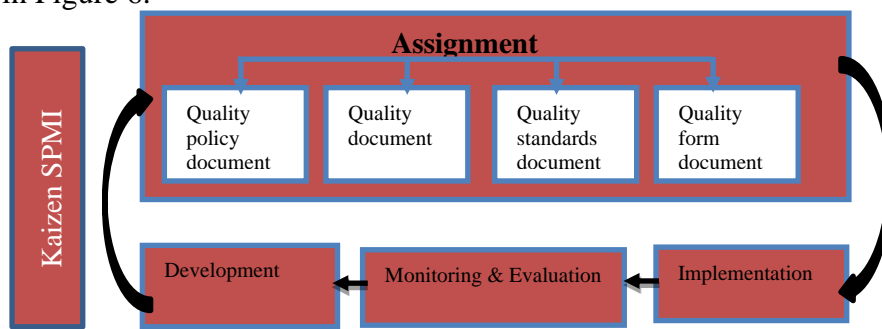 in Figure 6.
Assignment
Kaizen SPMI
Quality
policy
document
Quality
document
Quality
standards
document
Quality
form
document
Development
Monitoring & Evaluation
Implementation